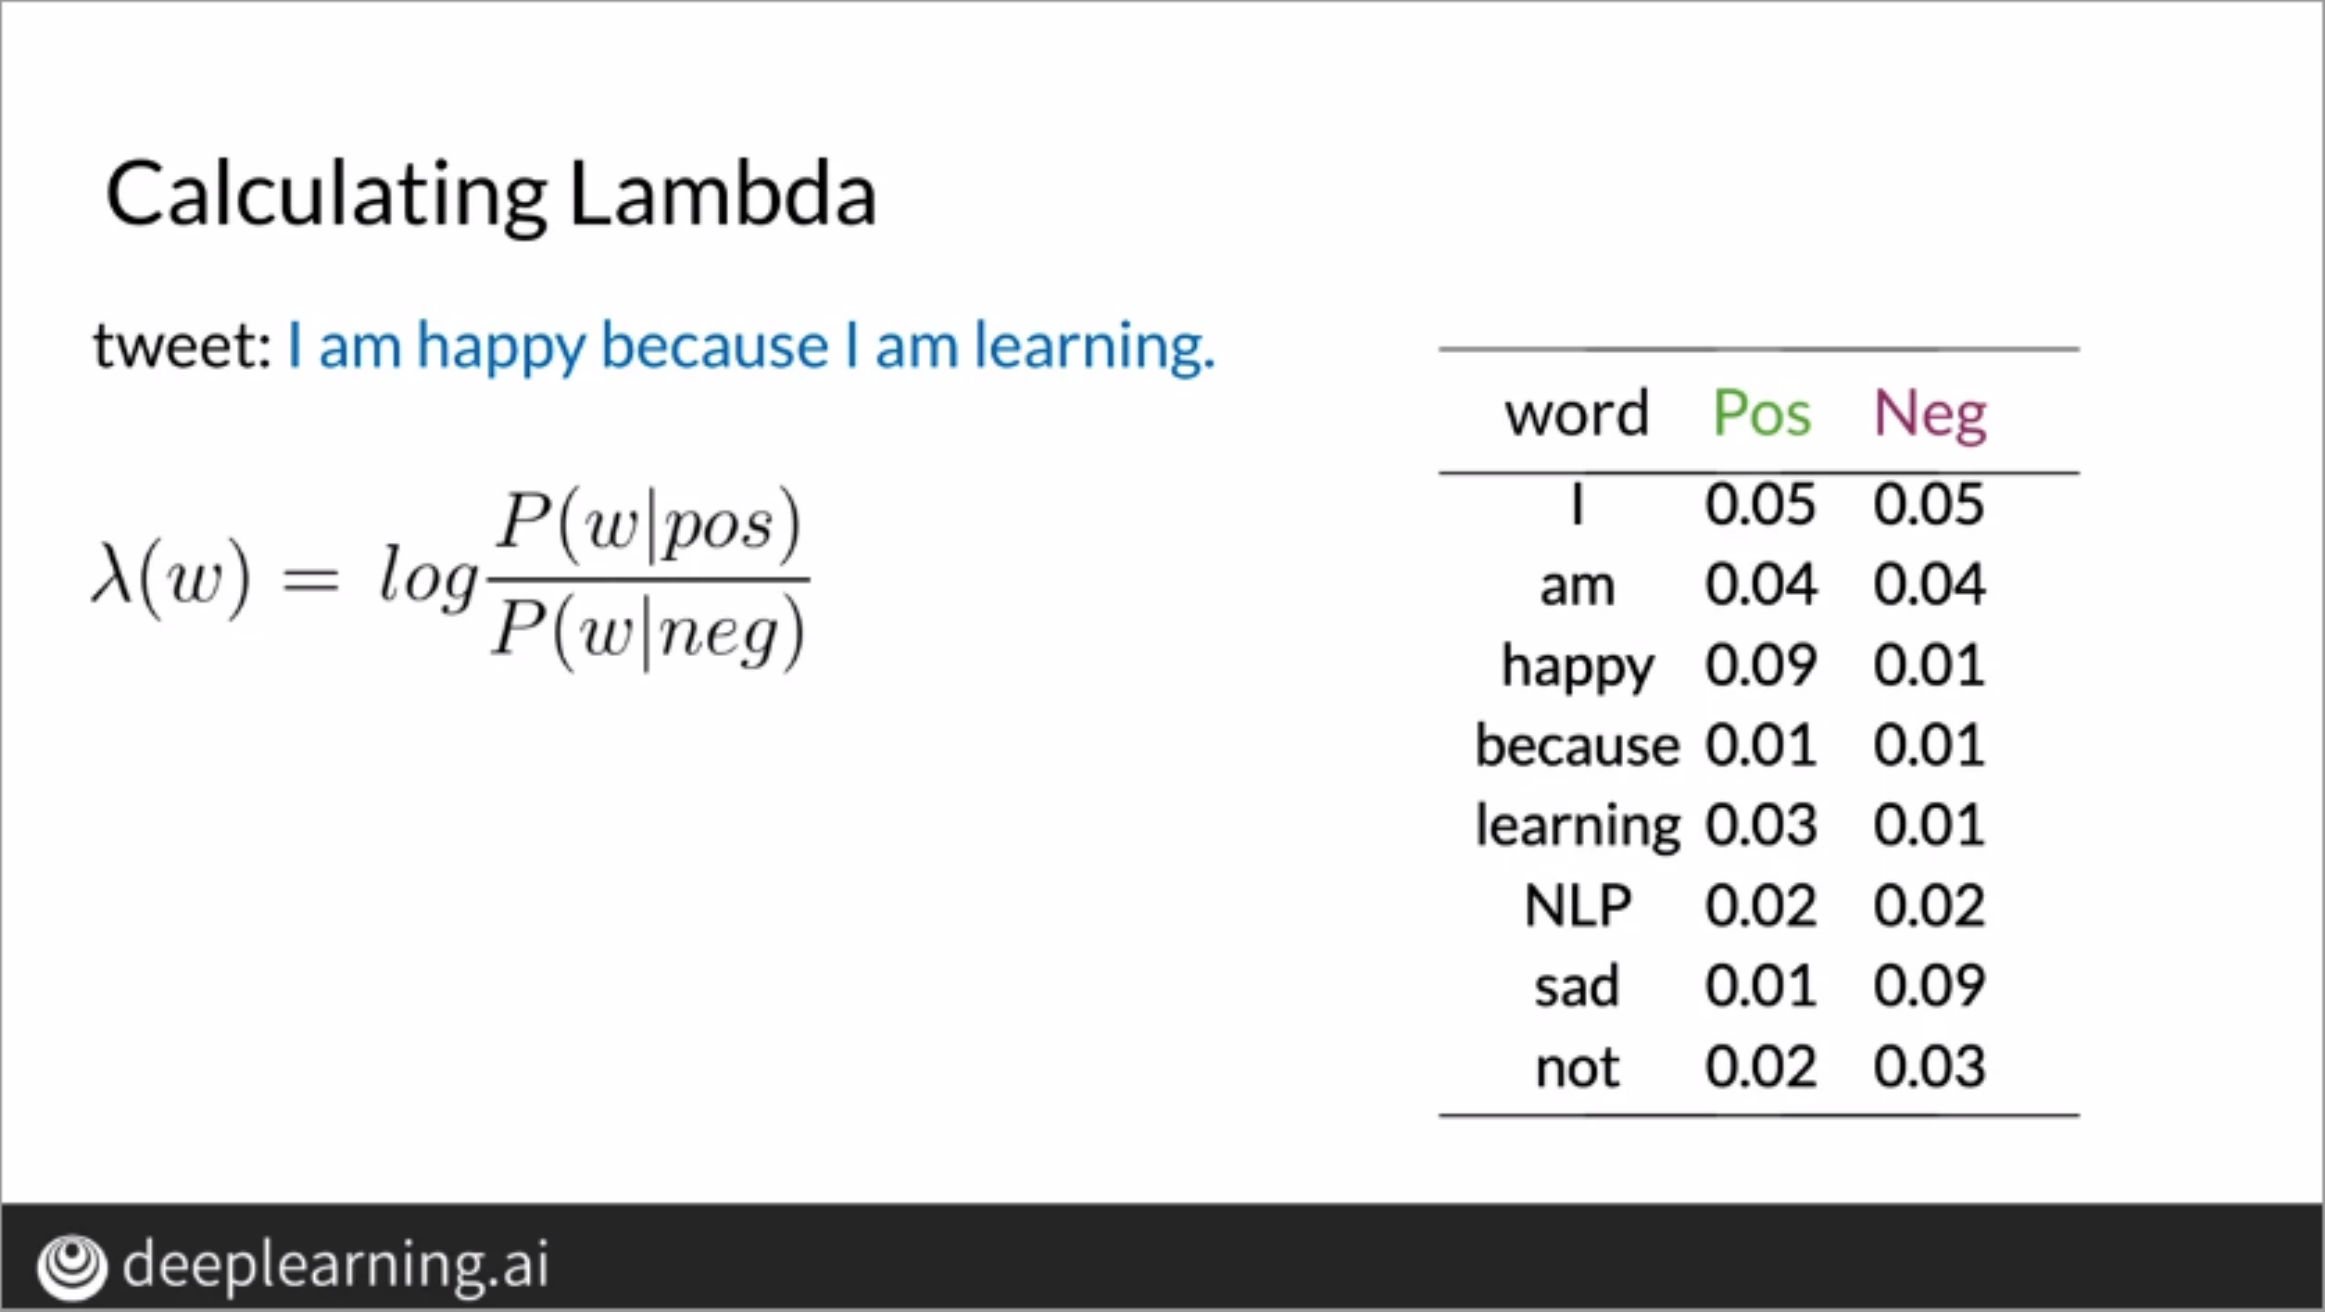 Calculating Lambda
tweet: I am happy because I am learning.
λ(w) = log P(w|pos) / P(w|neg)
word Pos Neg
I 0.05 0.05
am 0.04 0.04
happy 0.09 0.01
because 0.01 0.01
learning 0.03 0.01
NLP 0.02 0.02
sad 0.01 0.09
not 0.02 0.03
deeplearning.ai